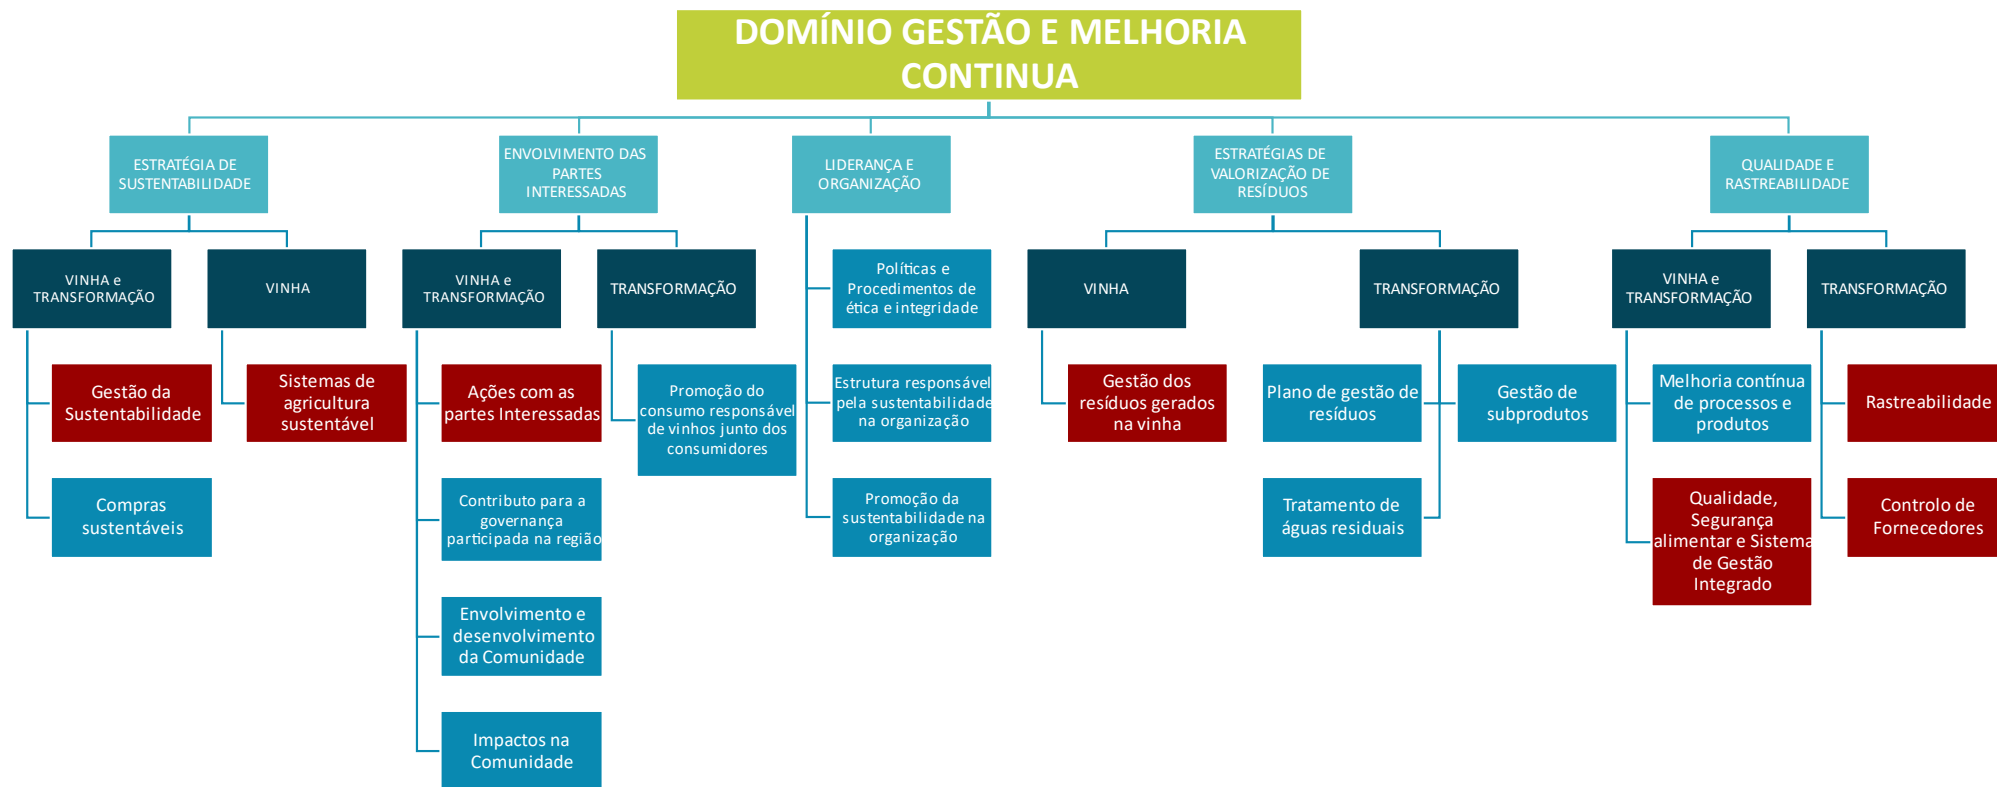 DOMÍNIO GESTÃO E MELHORIA
CONTINUA
ESTRATÉGIA DE
SUSTENTABILIDADE
ENVOLVIMENTO DAS
PARTES
INTERESSADAS
LIDERANÇA E
ORGANIZAÇÃO
ESTRATÉGIAS DE
VALORIZAÇÃO DE
RESÍDUOS
QUALIDADE E
RASTREABILIDADE
VINHA e
TRANSFORMAÇÃO
VINHA
VINHA e
TRANSFORMAÇÃO
TRANSFORMAÇÃO
Políticas e
Procedimentos de
ética e integridade
VINHA
TRANSFORMAÇÃO
VINHA e
TRANSFORMAÇÃO
TRANSFORMAÇÃO
Gestão da
Sustentabilidade
Sistemas de
agricultura
sustentável
Ações com as
partes Interessadas
Promoção do
consumo responsável
de vinhos junto dos
consumidores
Estrutura responsável
pela sustentabilidade
na organização
Gestão dos
resíduos gerados
na vinha
Plano de gestão de
resíduos
Gestão de
subprodutos
Melhoria contínua
de processos e
produtos
Rastreabilidade
Compras
sustentáveis
Contributo para a
governança
participada na região
Promoção da
sustentabilidade na
organização
Tratamento de
águas residuais
Qualidade,
Segurança
alimentar e Sistema
de Gestão
Integrado
Controlo de
Fornecedores
Envolvimento e
desenvolvimento
da Comunidade
Impactos na
Comunidade